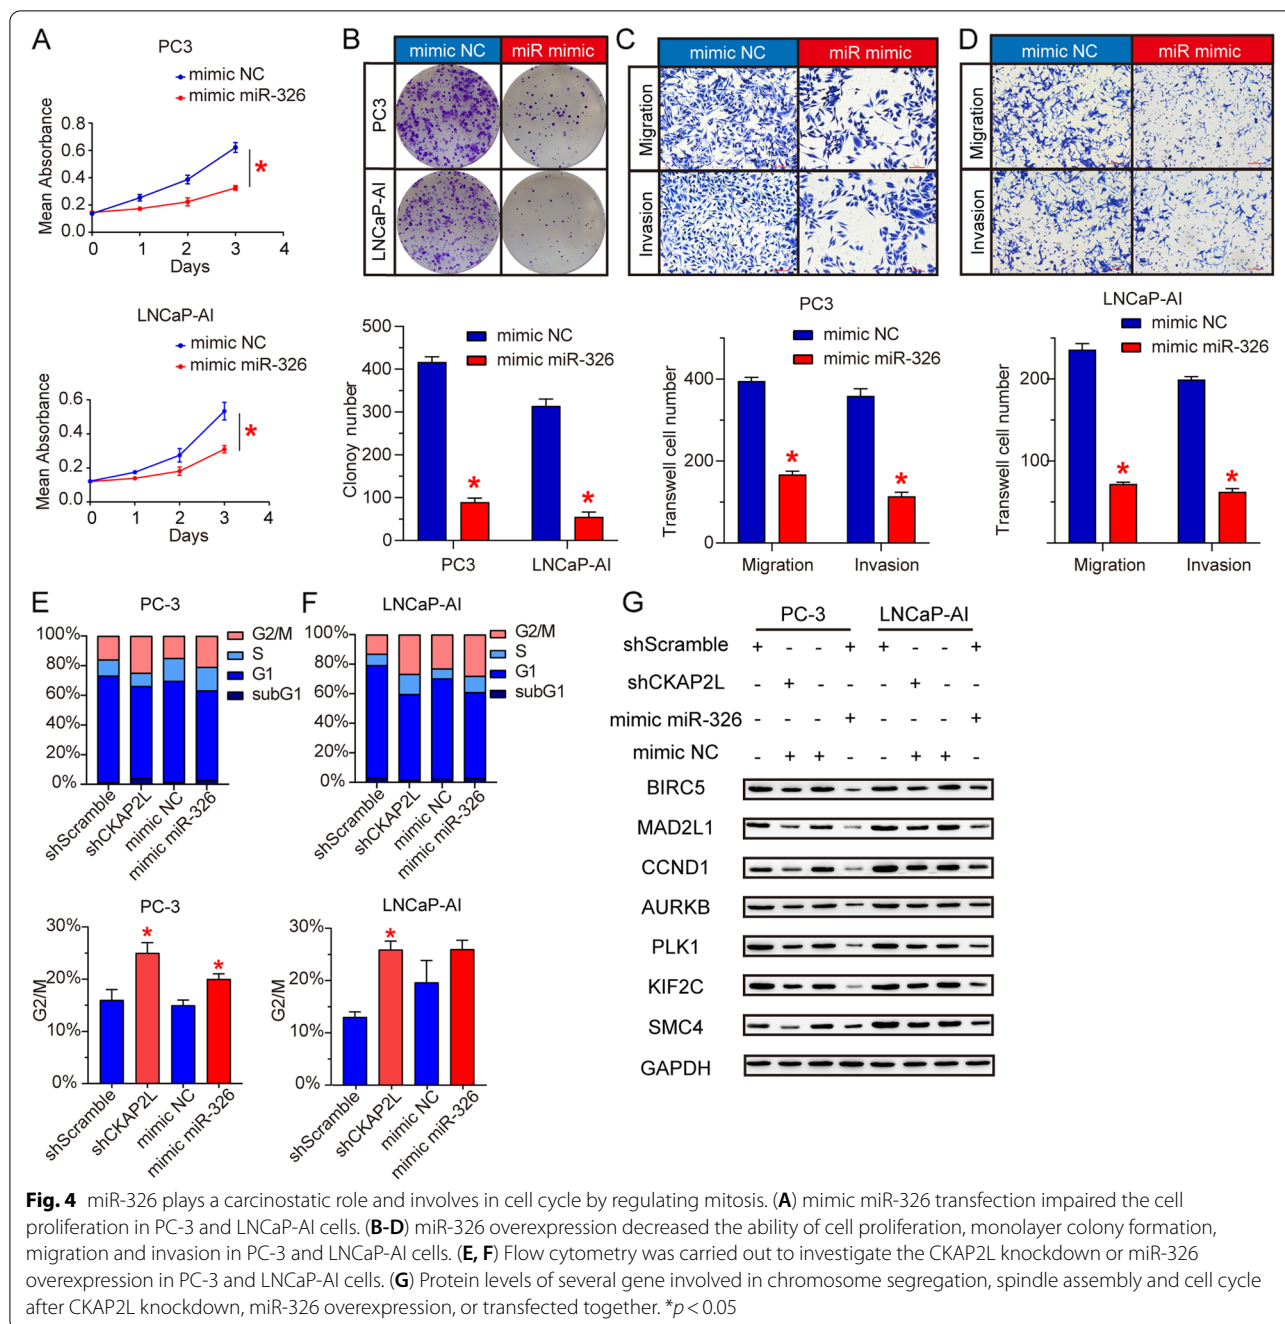 A
PC3
mimic NC
mimic miR-326
Mean Absorbance
0.8
0.6
0.4
0.2
0.0
0 1 2 3 4
Days
*
LNCaP-AI
mimic NC
mimic miR-326
Mean Absorbance
0.6
0.4
0.2
0.0
0 1 2 3 4
Days
*
B
mimic NC miR mimic
PC3
LNCaP-AI
mimic NC
mimic miR-326
Clonoy number
500
400
300
200
100
0
* *
PC3 LNCaP-AI
C
mimic NC miR mimic
Migration
Invasion
PC3
mimic NC
mimic miR-326
Transwell cell number
400
200
0
* *
Migration Invasion
D
mimic NC miR mimic
Migration
Invasion
LNCaP-AI
mimic NC
mimic miR-326
Transwell cell number
200
100
* *
Migration Invasion
E
PC-3
100%
80%
60%
40%
20%
0%
G2/M
S
G1
subG1
shScramble shCKAP2L mimic NC mimic miR-326
PC-3
G2/M
30%
20%
10%
0%
* *
shScramble shCKAP2L mimic NC mimic miR-326
F
LNCaP-AI
100%
80%
60%
40%
20%
0%
G2/M
S
G1
subG1
shScramble shCKAP2L mimic NC mimic miR-326
LNCaP-AI
G2/M
30%
20%
10%
0%
*
shScramble shCKAP2L mimic NC mimic miR-326
G
PC-3 LNCaP-AI
shScramble + - - + + - - +
shCKAP2L - + - - - + - -
mimic miR-326 - - - + - - - +
mimic NC - + + - - + + -
BIRC5
MAD2L1
CCND1
AURKB
PLK1
KIF2C
SMC4
GAPDH
Fig. 4 miR-326 plays a carcinostatic role and involves in cell cycle by regulating mitosis. (A) mimic miR-326 transfection impaired the cell
proliferation in PC-3 and LNCaP-AI cells. (B-D) miR-326 overexpression decreased the ability of cell proliferation, monolayer colony formation,
migration and invasion in PC-3 and LNCaP-AI cells. (E, F) Flow cytometry was carried out to investigate the CKAP2L knockdown or miR-326
overexpression in PC-3 and LNCaP-AI cells. (G) Protein levels of several gene involved in chromosome segregation, spindle assembly and cell cycle
after CKAP2L knockdown, miR-326 overexpression, or transfected together. *p < 0.05